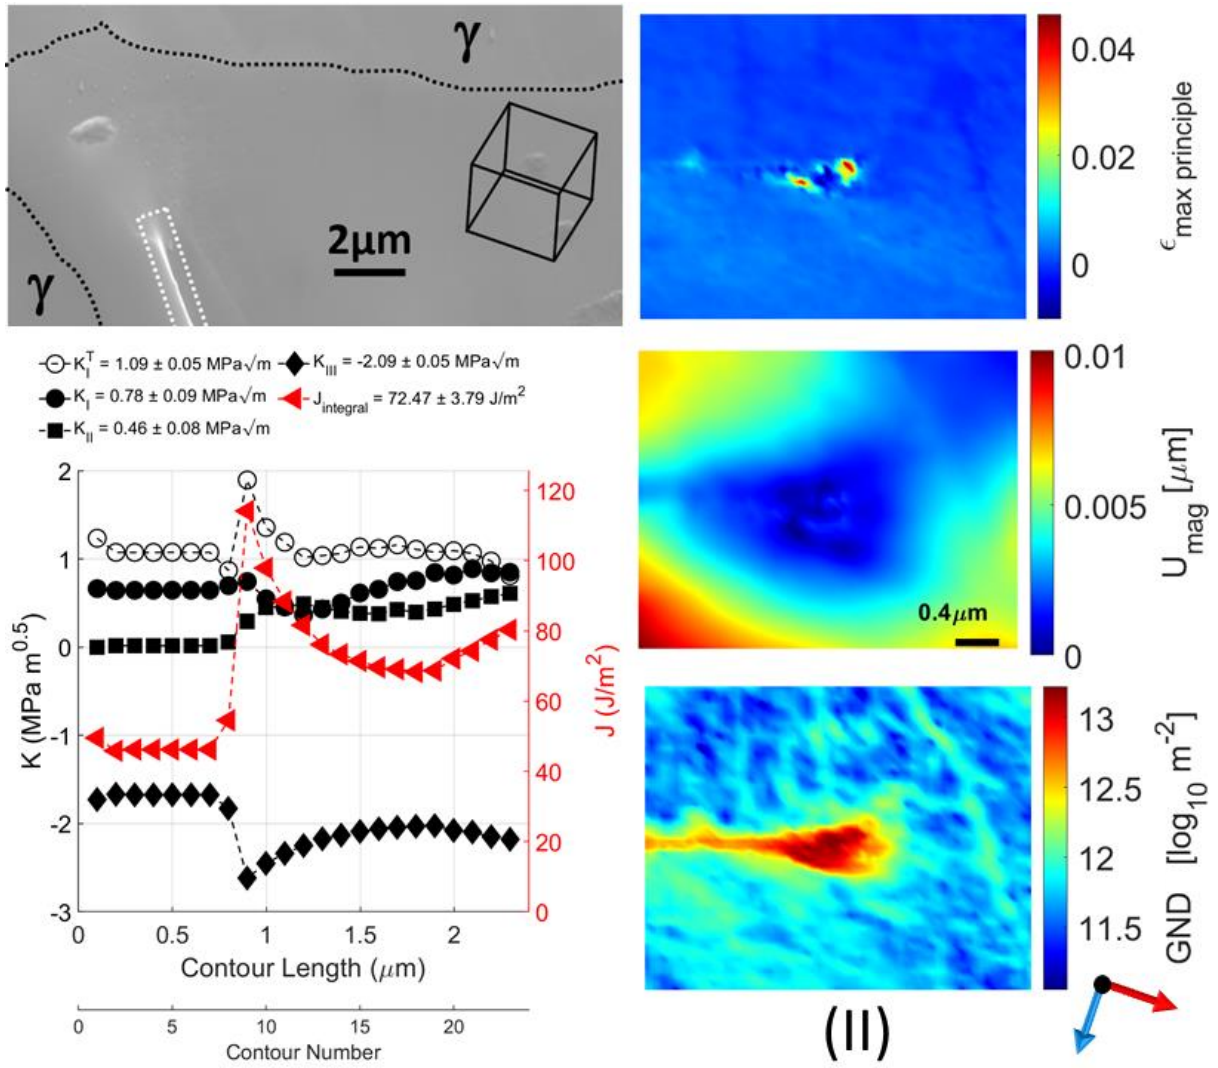 γ
γ
2μm
K_I^T = 1.09 ± 0.05 MPa√m
K_III = -2.09 ± 0.05 MPa√m
K_I = 0.78 ± 0.09 MPa√m
J_integral = 72.47 ± 3.79 J/m^2
K_II = 0.46 ± 0.08 MPa√m
K (MPa m^0.5)
2
1
0
-1
-2
-3
120
100
80
60
40
20
0
J (J/m^2)
0 0.5 1 1.5 2
Contour Length (μm)
0 5 10 15 20
Contour Number
0.04
0.02
0
ϵ_max principle
0.01
0.005
0
U_mag [μm]
0.4μm
13
12.5
12
11.5
GND [log_10 m^-2]
(II)